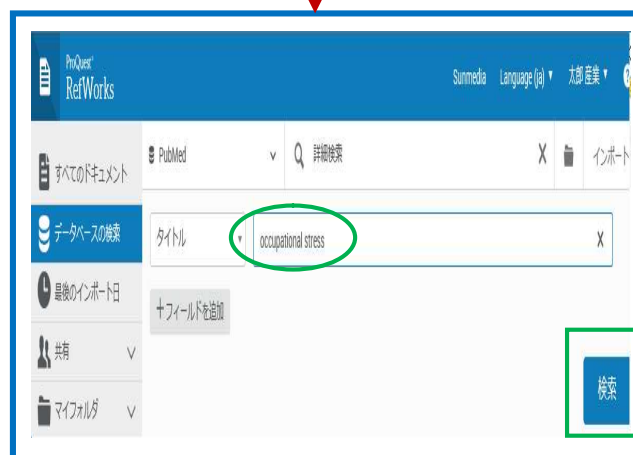 ProQuest®
RefWorks
Sunmedia Language (ja) 太郎 産業 ?
すべてのドキュメント
PubMed 詳細検索 X インポート
データベースの検索
タイトル occupational stress X
最後のインポート日
+フィールドを追加
共有
検索
マイフォルダ